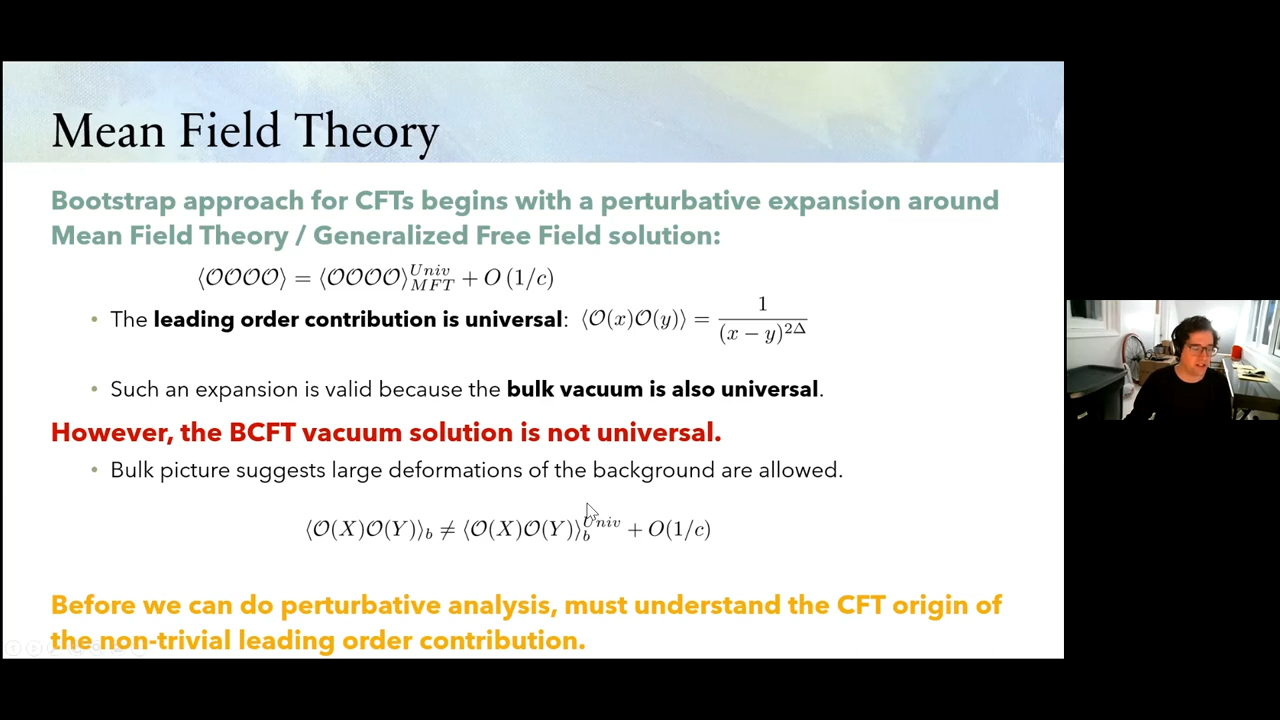 Mean Field Theory
Bootstrap approach for CFTs begins with a perturbative expansion around
Mean Field Theory / Generalized Free Field solution:
⟨𝒪𝒪𝒪𝒪⟩ = ⟨𝒪𝒪𝒪𝒪⟩^{Univ}_{MFT} + O (1/c)
• The leading order contribution is universal: ⟨𝒪(x)𝒪(y)⟩ = 1/(x − y)^{2Δ}
• Such an expansion is valid because the bulk vacuum is also universal.
However, the BCFT vacuum solution is not universal.
• Bulk picture suggests large deformations of the background are allowed.
⟨𝒪(X)𝒪(Y)⟩_b ≠ ⟨𝒪(X)𝒪(Y)⟩^{Univ}_b + O(1/c)
Before we can do perturbative analysis, must understand the CFT origin of
the non-trivial leading order contribution.